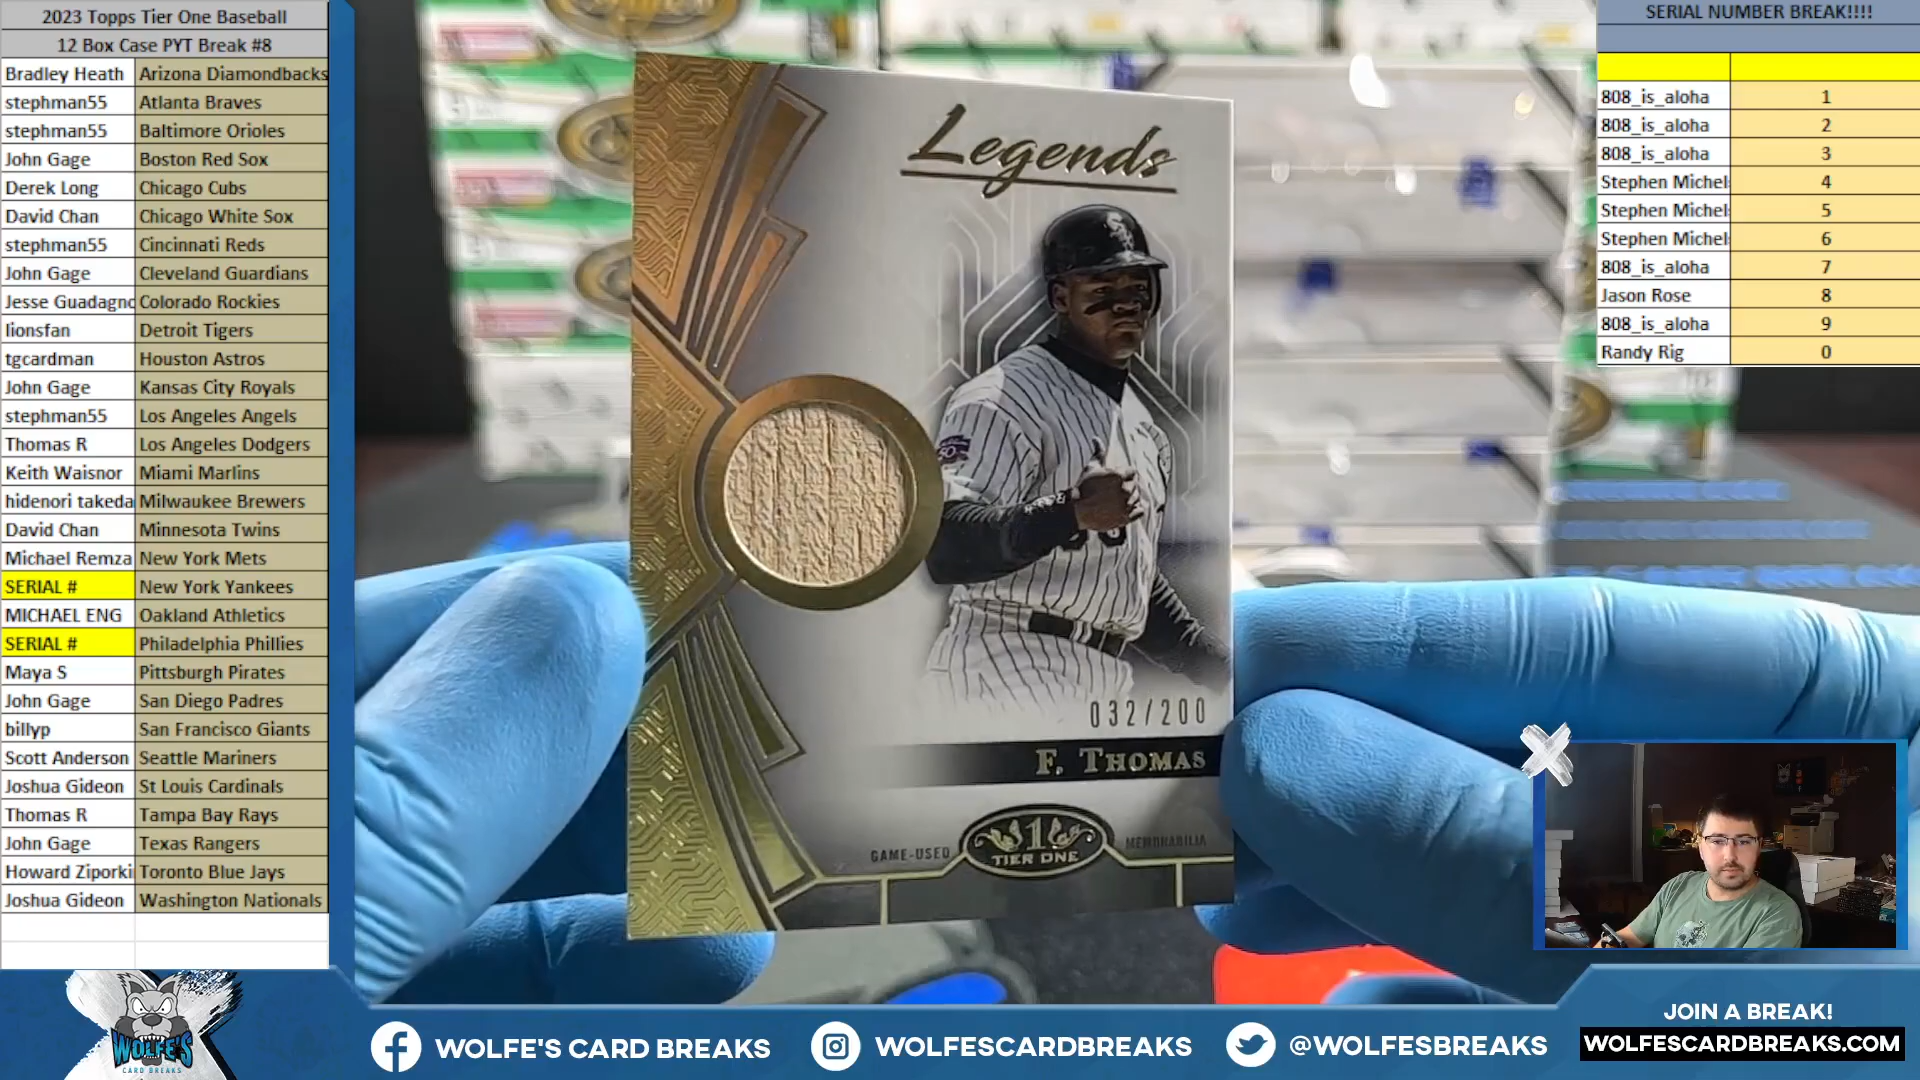 2023 Topps Tier One Baseball
12 Box Case PYT Break #8
Bradley Heath Arizona Diamondbacks
stephman55 Atlanta Braves
stephman55 Baltimore Orioles
John Gage Boston Red Sox
Derek Long Chicago Cubs
David Chan Chicago White Sox
stephman55 Cincinnati Reds
John Gage Cleveland Guardians
Jesse Guadagno Colorado Rockies
lionsfan Detroit Tigers
tgcardman Houston Astros
John Gage Kansas City Royals
stephman55 Los Angeles Angels
Thomas R Los Angeles Dodgers
Keith Waisnor Miami Marlins
hidenori takeda Milwaukee Brewers
David Chan Minnesota Twins
Michael Remza New York Mets
SERIAL # New York Yankees
MICHAEL ENG Oakland Athletics
SERIAL # Philadelphia Phillies
Maya S Pittsburgh Pirates
John Gage San Diego Padres
billyp San Francisco Giants
Scott Anderson Seattle Mariners
Joshua Gideon St Louis Cardinals
Thomas R Tampa Bay Rays
John Gage Texas Rangers
Howard Ziporki Toronto Blue Jays
Joshua Gideon Washington Nationals
Legends
032/200
F. THOMAS
GAME-USED
1
TIER ONE
MEMORABILIA
SERIAL NUMBER BREAK!!!!
808_is_aloha 1
808_is_aloha 2
808_is_aloha 3
Stephen Michel 4
Stephen Michel 5
Stephen Michel 6
808_is_aloha 7
Jason Rose 8
808_is_aloha 9
Randy Rig 0
WOLFE'S
CARD BREAKS
WOLFE'S CARD BREAKS
WOLFESCARDBREAKS
@WOLFESBREAKS
JOIN A BREAK!
WOLFESCARDBREAKS.COM